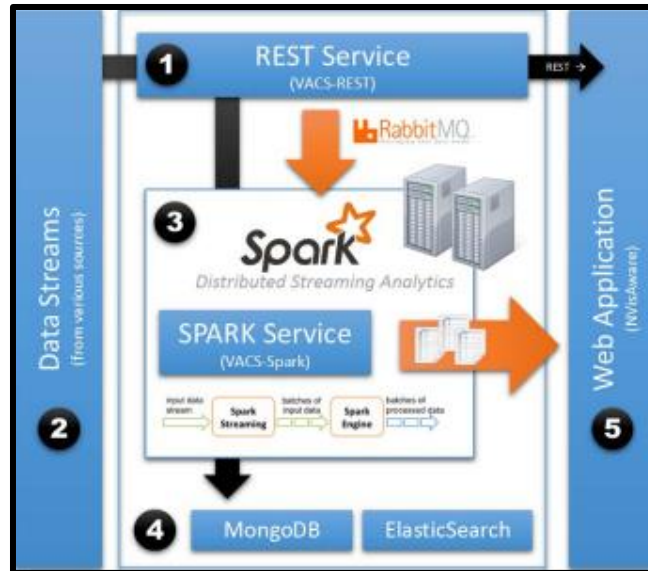 Data Streams
(from various sources)
2
1
REST Service
(VACS-REST)
REST →
RabbitMQ
3
Spark
Distributed Streaming Analytics
SPARK Service
(VACS-Spark)
input data
stream
Spark
Streaming
batches of
input data
Spark
Engine
batches of
processed data
4
MongoDB
ElasticSearch
Web Application
(NVisAware)
5